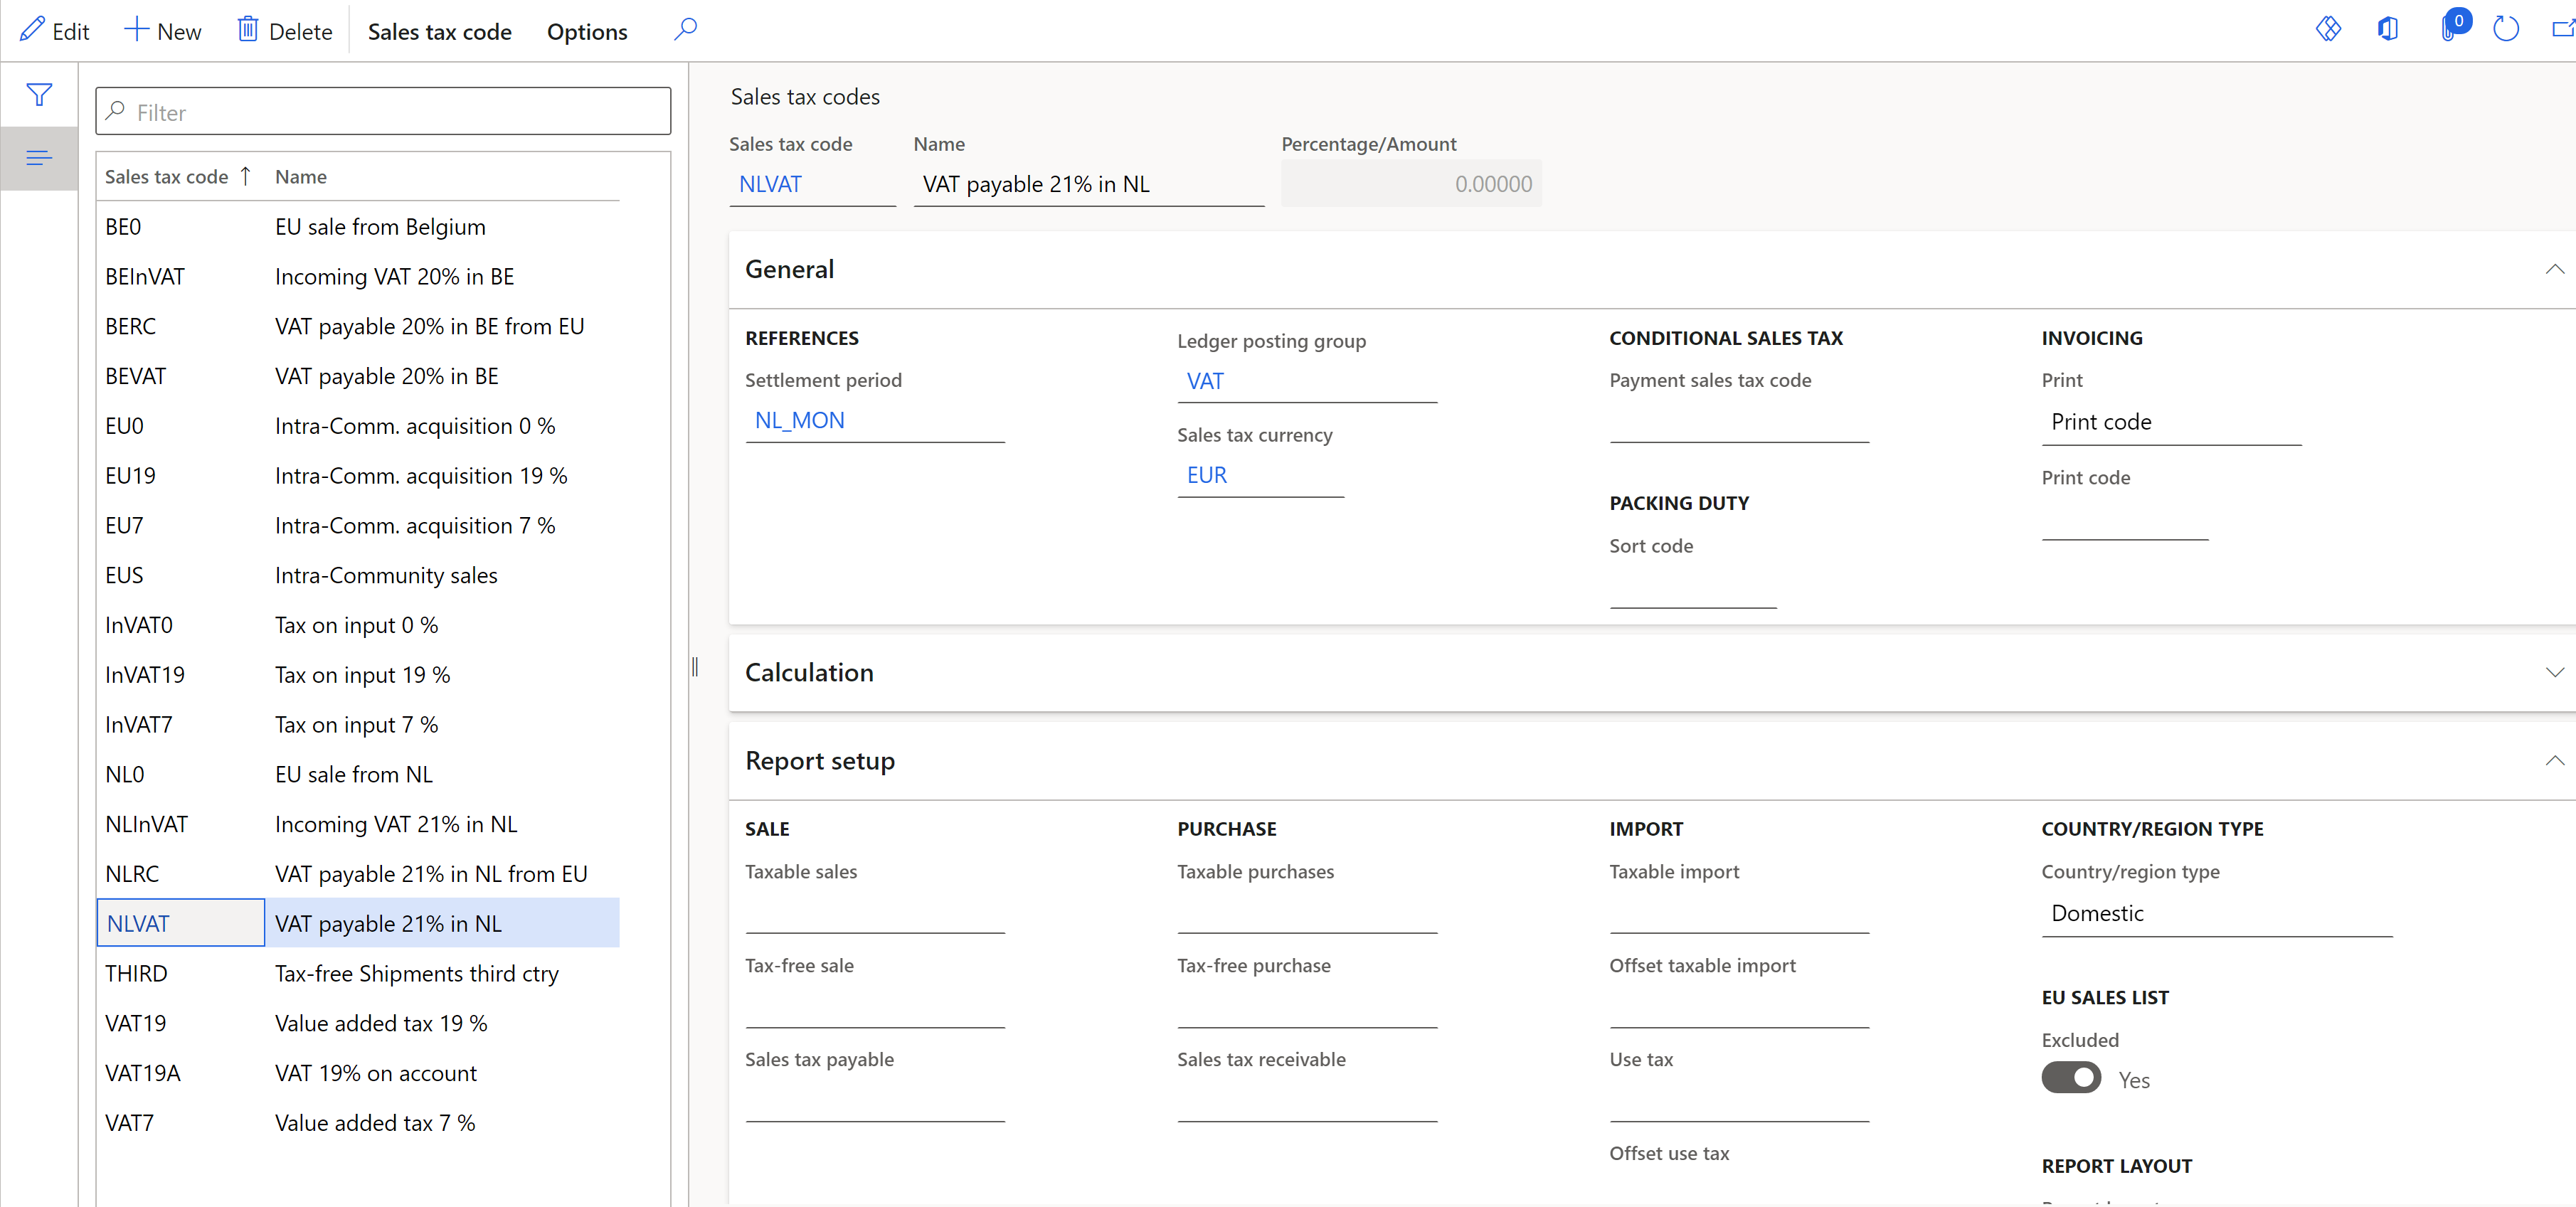 Edit New Delete Sales tax code Options 0
Filter
Sales tax code ↑ Name
BE0 EU sale from Belgium
BEInVAT Incoming VAT 20% in BE
BERC VAT payable 20% in BE from EU
BEVAT VAT payable 20% in BE
EU0 Intra-Comm. acquisition 0 %
EU19 Intra-Comm. acquisition 19 %
EU7 Intra-Comm. acquisition 7 %
EUS Intra-Community sales
InVAT0 Tax on input 0 %
InVAT19 Tax on input 19 %
InVAT7 Tax on input 7 %
NL0 EU sale from NL
NLInVAT Incoming VAT 21% in NL
NLRC VAT payable 21% in NL from EU
NLVAT VAT payable 21% in NL
THIRD Tax-free Shipments third ctry
VAT19 Value added tax 19 %
VAT19A VAT 19% on account
VAT7 Value added tax 7 %
Sales tax codes
Sales tax code Name Percentage/Amount
NLVAT VAT payable 21% in NL 0.00000
General
REFERENCES
Settlement period
NL_MON
Ledger posting group
VAT
Sales tax currency
EUR
CONDITIONAL SALES TAX
Payment sales tax code
PACKING DUTY
Sort code
INVOICING
Print
Print code
Print code
Calculation
Report setup
SALE
Taxable sales
Tax-free sale
Sales tax payable
PURCHASE
Taxable purchases
Tax-free purchase
Sales tax receivable
IMPORT
Taxable import
Offset taxable import
Use tax
Offset use tax
COUNTRY/REGION TYPE
Country/region type
Domestic
EU SALES LIST
Excluded
Yes
REPORT LAYOUT